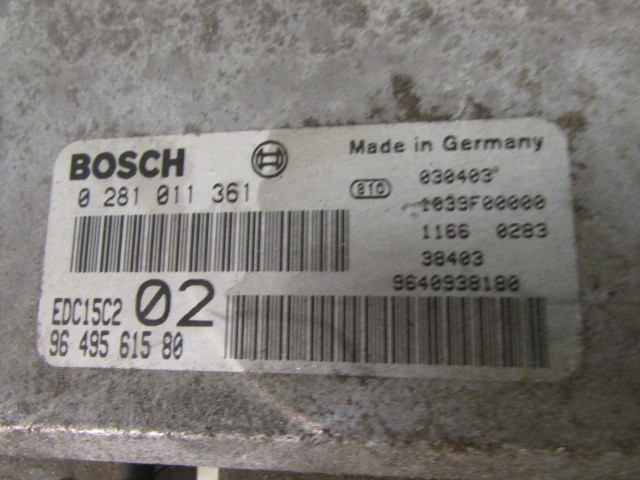 BOSCH
Made in Germany
0 281 011 361
810
030403
1039F00000
1166 0283
38403
9640938180
EDC15C2 02
96 495 615 80